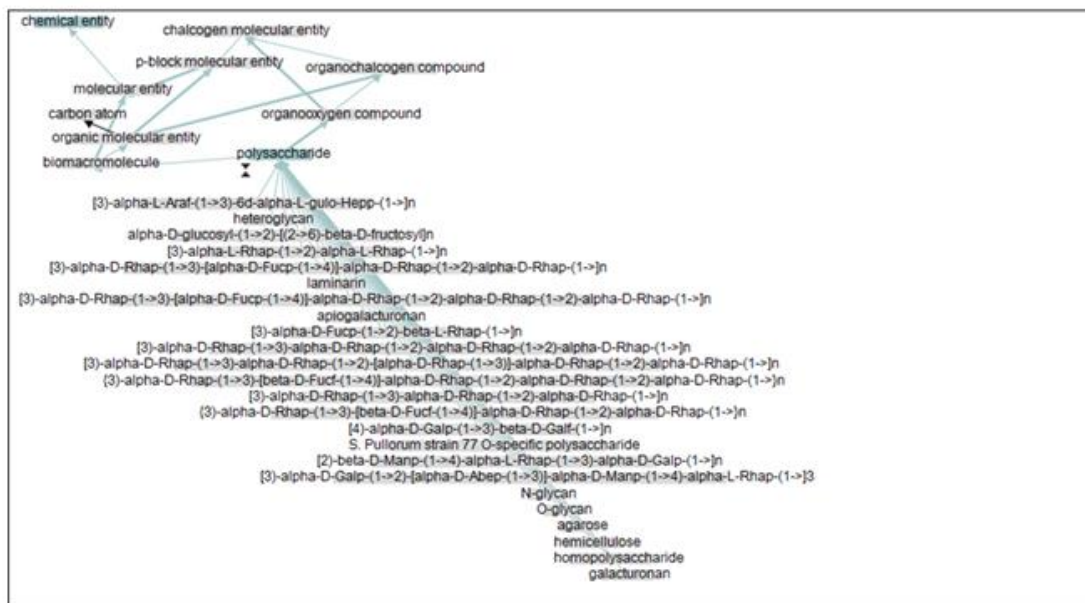 chemical entity
chalcogen molecular entity
p-block molecular entity
organochalcogen compound
molecular entity
carbon atom
organooxygen compound
organic molecular entity
biomacromolecule
polysaccharide
[3)-alpha-L-Araf-(1->3)-6d-alpha-L-gulo-Hepp-(1->]n
heteroglycan
alpha-D-glucosyl-(1->2)-[(2->6)-beta-D-fructosyl]n
[3)-alpha-L-Rhap-(1->2)-alpha-L-Rhap-(1->]n
[3)-alpha-D-Rhap-(1->3)-[alpha-D-Fucp-(1->4)]-alpha-D-Rhap-(1->2)-alpha-D-Rhap-(1->]n
laminarin
[3)-alpha-D-Rhap-(1->3)-[alpha-D-Fucp-(1->4)]-alpha-D-Rhap-(1->2)-alpha-D-Rhap-(1->2)-alpha-D-Rhap-(1->]n
apiogalacturonan
[3)-alpha-D-Fucp-(1->2)-beta-L-Rhap-(1->]n
[3)-alpha-D-Rhap-(1->3)-alpha-D-Rhap-(1->2)-alpha-D-Rhap-(1->2)-alpha-D-Rhap-(1->]n
[3)-alpha-D-Rhap-(1->3)-alpha-D-Rhap-(1->2)-[alpha-D-Rhap-(1->3)]-alpha-D-Rhap-(1->2)-alpha-D-Rhap-(1->]n
{3)-alpha-D-Rhap-(1->3)-[beta-D-Fucf-(1->4)]-alpha-D-Rhap-(1->2)-alpha-D-Rhap-(1->2)-alpha-D-Rhap-(1->}n
[3)-alpha-D-Rhap-(1->3)-alpha-D-Rhap-(1->2)-alpha-D-Rhap-(1->]n
{3)-alpha-D-Rhap-(1->3)-[beta-D-Fucf-(1->4)]-alpha-D-Rhap-(1->2)-alpha-D-Rhap-(1->}n
[4)-alpha-D-Galp-(1->3)-beta-D-Galf-(1->]n
S. Pullorum strain 77 O-specific polysaccharide
[2)-beta-D-Manp-(1->4)-alpha-L-Rhap-(1->3)-alpha-D-Galp-(1->]n
[3)-alpha-D-Galp-(1->2)-[alpha-D-Abep-(1->3)]-alpha-D-Manp-(1->4)-alpha-L-Rhap-(1->]3
N-glycan
O-glycan
agarose
hemicellulose
homopolysaccharide
galacturonan